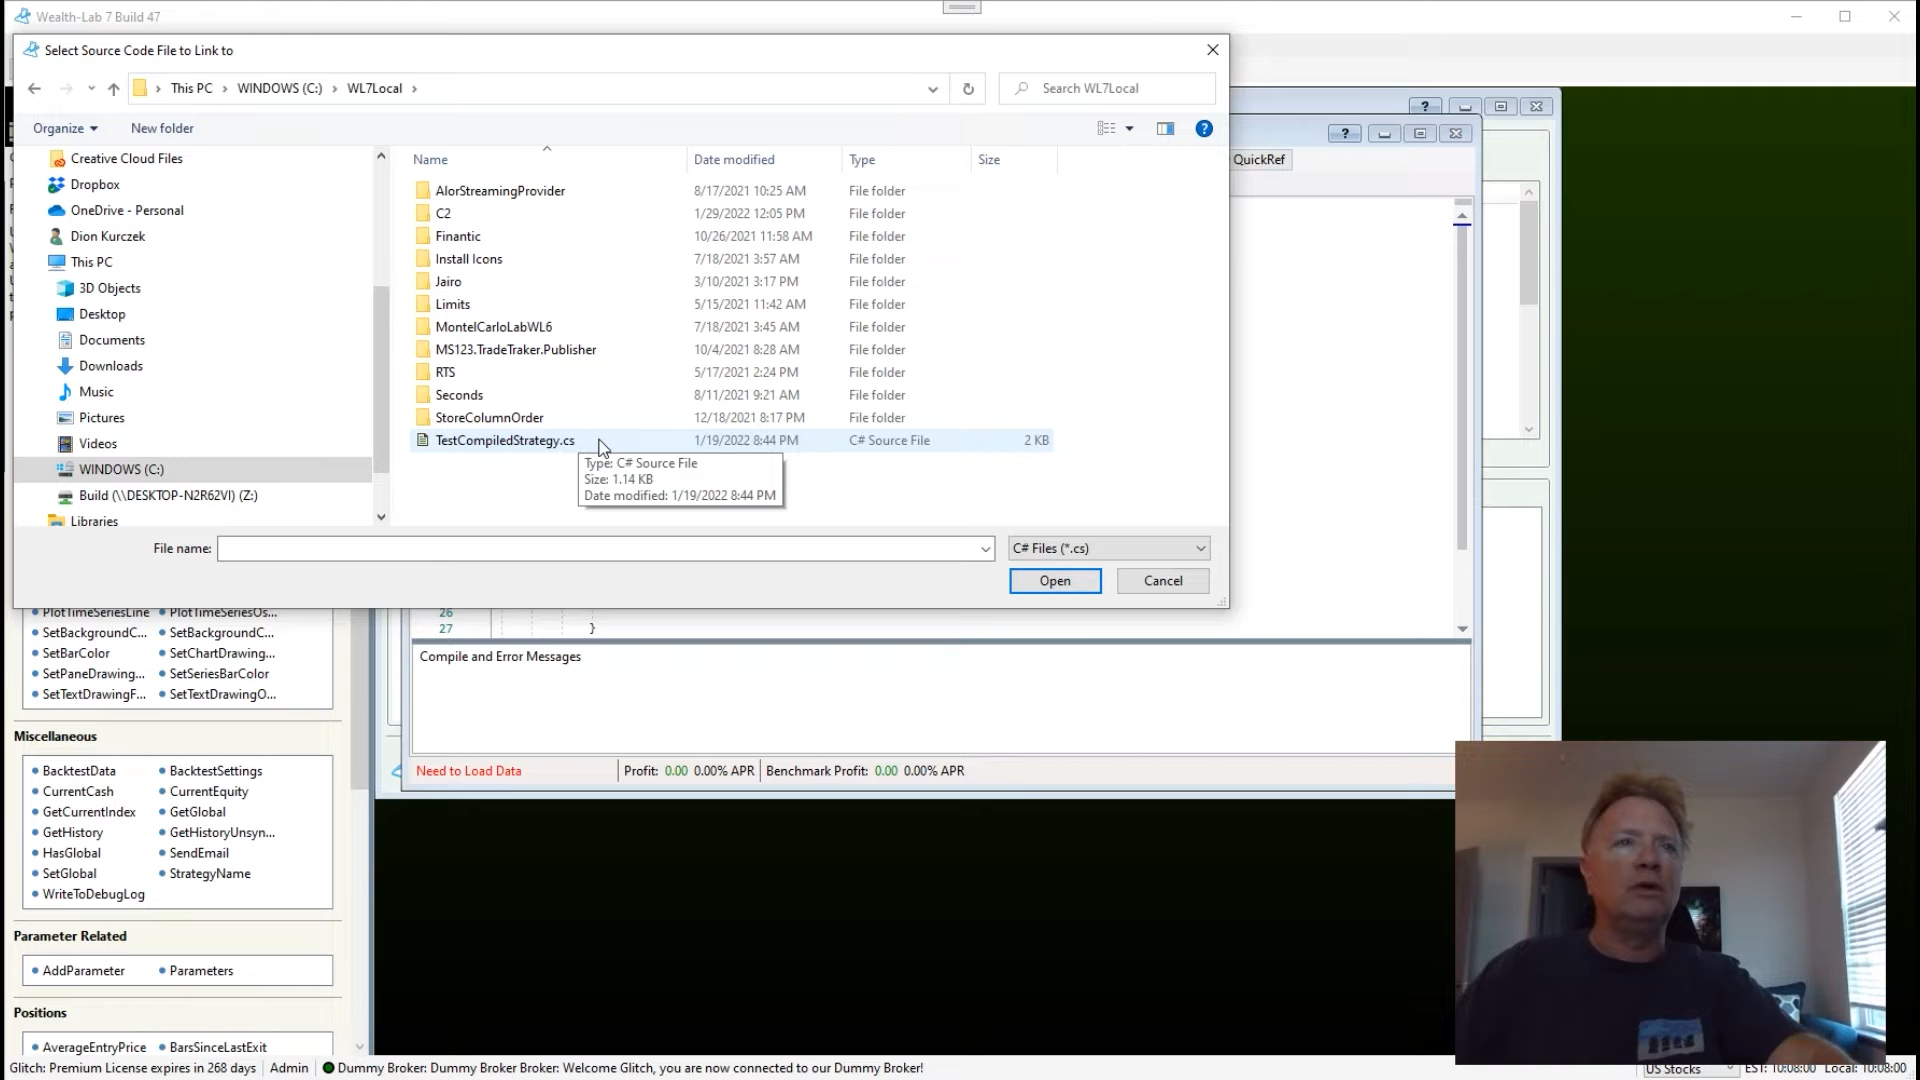 Wealth-Lab 7 Build 47
Select Source Code File to Link to
This PC > WINDOWS (C:) > WL7Local >
Search WL7Local
Organize
New folder
Creative Cloud Files
Dropbox
OneDrive - Personal
Dion Kurczek
This PC
3D Objects
Desktop
Documents
Downloads
Music
Pictures
Videos
WINDOWS (C:)
Build (\\DESKTOP-N2R62VI) (Z:)
Libraries
Name Date modified Type Size
AlorStreamingProvider 8/17/2021 10:25 AM File folder
C2 1/29/2022 12:05 PM File folder
Finantic 10/26/2021 11:58 AM File folder
Install Icons 7/18/2021 3:57 AM File folder
Jairo 3/10/2021 3:17 PM File folder
Limits 5/15/2021 11:42 AM File folder
MontelCarloLabWL6 7/18/2021 3:45 AM File folder
MS123.TradeTraker.Publisher 10/4/2021 8:28 AM File folder
RTS 5/17/2021 2:24 PM File folder
Seconds 8/11/2021 9:21 AM File folder
StoreColumnOrder 12/18/2021 8:17 PM File folder
TestCompiledStrategy.cs 1/19/2022 8:44 PM C# Source File 2 KB
Type: C# Source File
Size: 1.14 KB
Date modified: 1/19/2022 8:44 PM
File name:
C# Files (*.cs)
Open
Cancel
?
?
QuickRef
26
27 }
Compile and Error Messages
Need to Load Data
Profit: 0.00 0.00% APR
Benchmark Profit: 0.00 0.00% APR
PlotTimeSeriesLine PlotTimeSeriesOs...
SetBackgroundC... SetBackgroundC...
SetBarColor SetChartDrawing...
SetPaneDrawing... SetSeriesBarColor
SetTextDrawingF... SetTextDrawingO...
Miscellaneous
BacktestData BacktestSettings
CurrentCash CurrentEquity
GetCurrentIndex GetGlobal
GetHistory GetHistoryUnsyn...
HasGlobal SendEmail
SetGlobal StrategyName
WriteToDebugLog
Parameter Related
AddParameter Parameters
Positions
AverageEntryPrice BarsSinceLastExit
Glitch: Premium License expires in 268 days
Admin
Dummy Broker: Dummy Broker Broker: Welcome Glitch, you are now connected to our Dummy Broker!
US Stocks
EST: 10:08:00 Local: 10:08:00